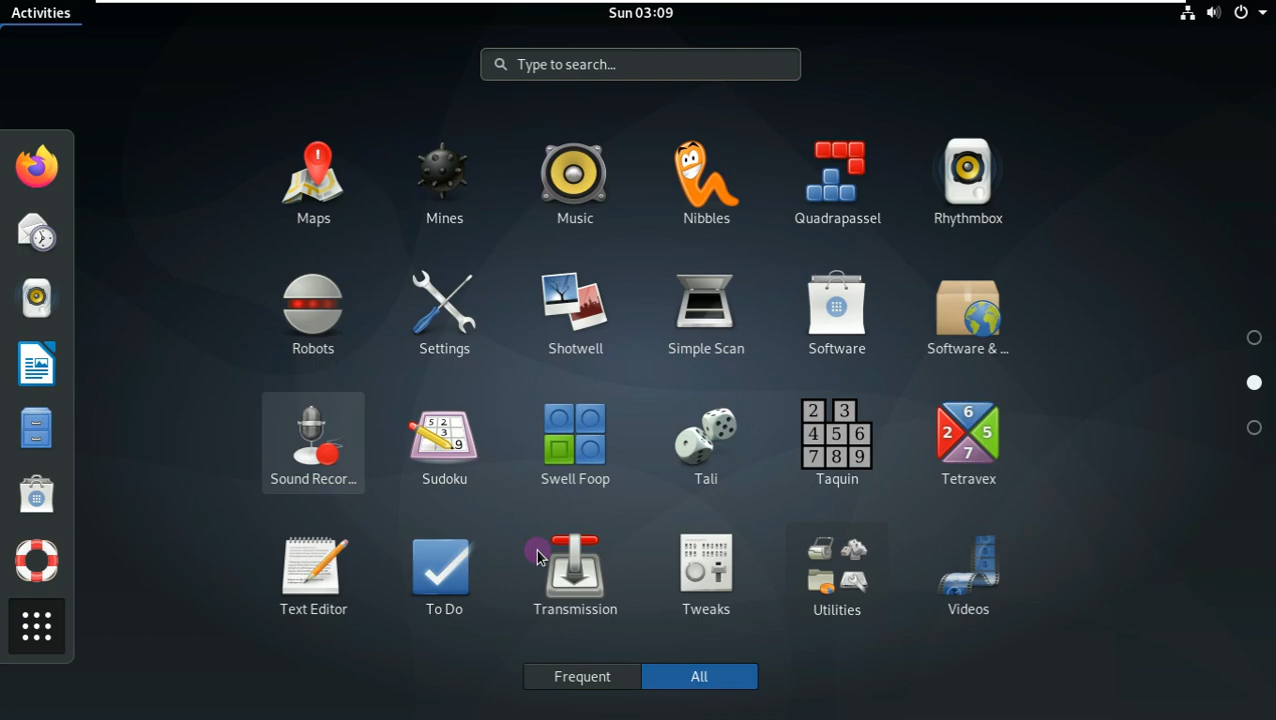 Activities
Sun 03:09
Type to search...
Maps
Mines
Music
Nibbles
Quadrapassel
Rhythmbox
Robots
Settings
Shotwell
Simple Scan
Software
Software & ...
Sound Recor...
Sudoku
Swell Foop
Tali
Taquin
Tetravex
Text Editor
To Do
Transmission
Tweaks
Utilities
Videos
Frequent
All